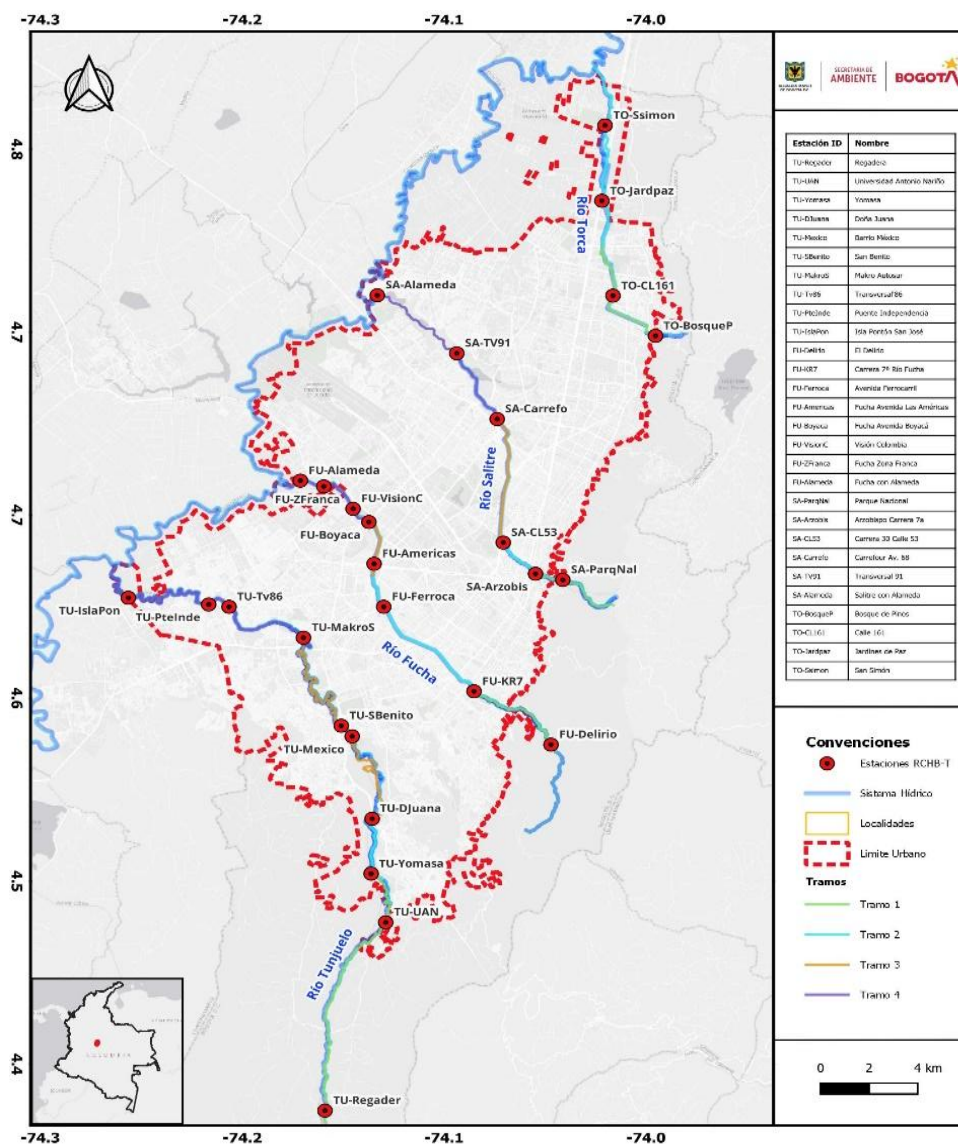 -74.3 -74.2 -74.1 -74.0
4.8
4.7
4.7
4.6
4.5
4.4
TO-Ssimon
TO-Jardpaz
Río Torca
SA-Alameda
TO-CL161
TO-BosqueP
SA-TV91
SA-Carrefo
Río Salitre
FU-Alameda
FU-ZFranca
FU-VisionC
FU-Boyaca
FU-Americas
SA-CL53
SA-Arzobis
SA-ParqNal
TU-IslaPon
TU-PteInde
TU-Tv86
FU-Ferroca
TU-MakroS
Río Fucha
FU-KR7
TU-SBenito
TU-Mexico
FU-Delirio
TU-DJuana
TU-Yomasa
TU-UAN
Río Tunjuelo
TU-Regader
COLOMBIA
-74.3 -74.2 -74.1 -74.0
SECRETARÍA DE
AMBIENTE
BOGOTÁ
Estación ID Nombre
TU-Regader Regadera
TU-UAN Universidad Antonio Nariño
TU-Yomasa Yomasa
TU-DJuana Doña Juana
TU-Mexico Barrio México
TU-SBenito San Benito
TU-MakroS Makro Autosur
TU-Tv86 Transversal 86
TU-PteInde Puente Independencia
TU-IslaPon Isla Pontón San José
FU-Delirio El Delirio
FU-KR7 Carrera 7ª Río Fucha
FU-Ferroca Avenida Ferrocarril
FU-Americas Fucha Avenida Las Américas
FU-Boyaca Fucha Avenida Boyacá
FU-VisionC Visión Colombia
FU-ZFranca Fucha Zona Franca
FU-Alameda Fucha con Alameda
SA-ParqNal Parque Nacional
SA-Arzobis Arzobispo Carrera 7a
SA-CL53 Carrera 30 Calle 53
SA-Carrefo Carrefour Av. 68
SA-TV91 Transversal 91
SA-Alameda Salitre con Alameda
TO-BosqueP Bosque de Pinos
TO-CL161 Calle 161
TO-Jardpaz Jardines de Paz
TO-Ssimon San Simón
Convenciones
Estaciones RCHB-T
Sistema Hídrico
Localidades
Limite Urbano
Tramos
Tramo 1
Tramo 2
Tramo 3
Tramo 4
0 2 4 km